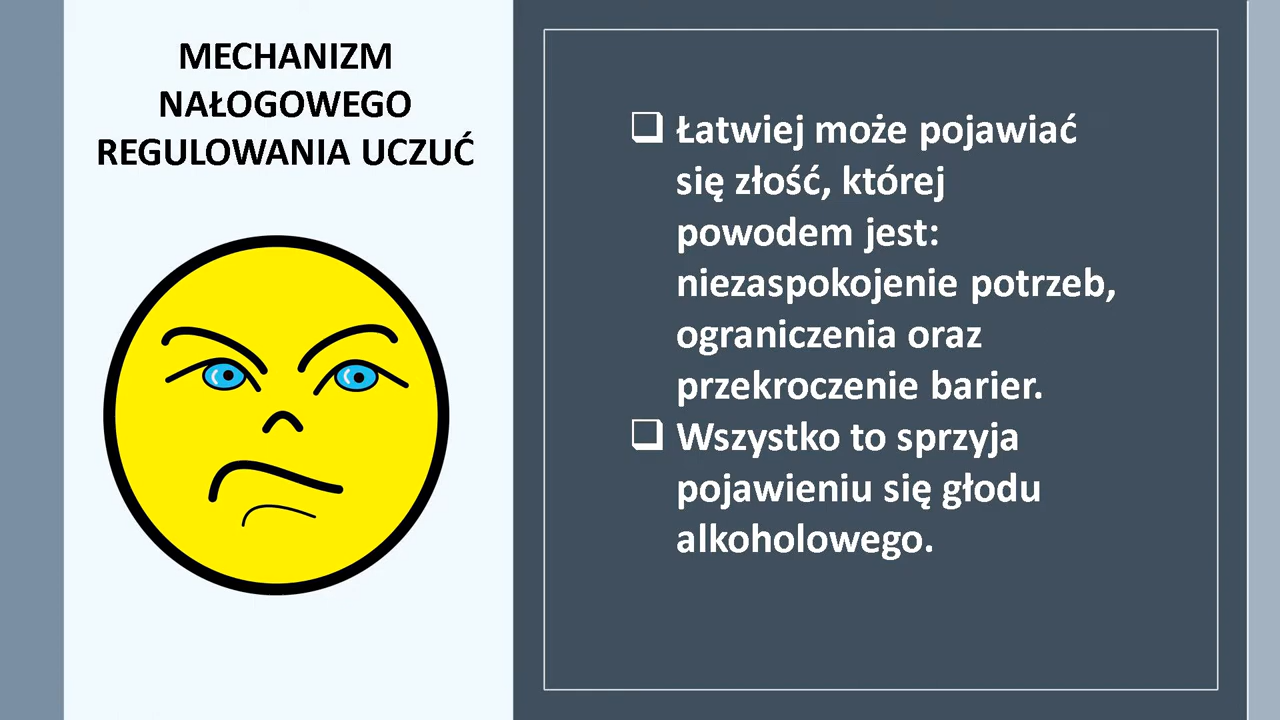 MECHANIZM
NAŁOGOWEGO
REGULOWANIA UCZUĆ
Łatwiej może pojawiać
się złość, której
powodem jest:
niezaspokojenie potrzeb,
ograniczenia oraz
przekroczenie barier.
Wszystko to sprzyja
pojawieniu się głodu
alkoholowego.